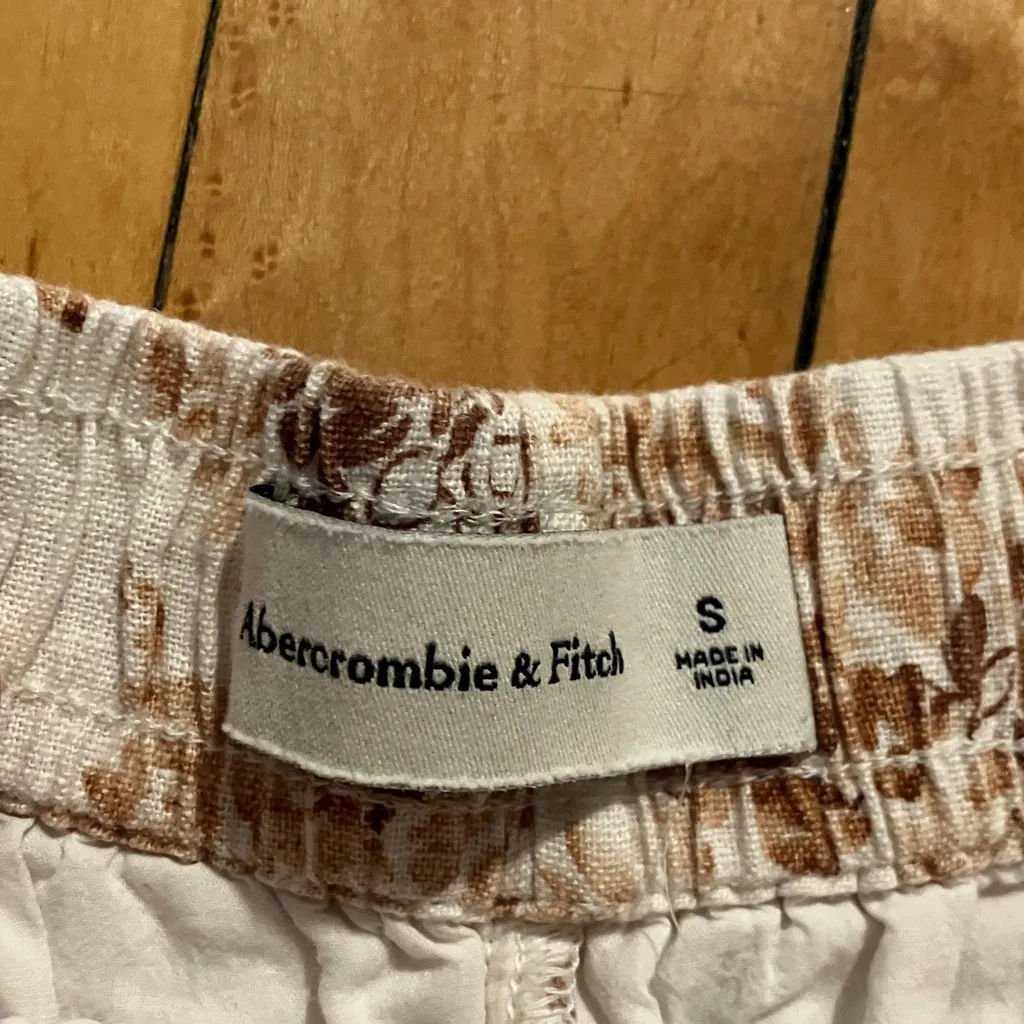 Abercrombie & Fitch
S
MADE IN
INDIA